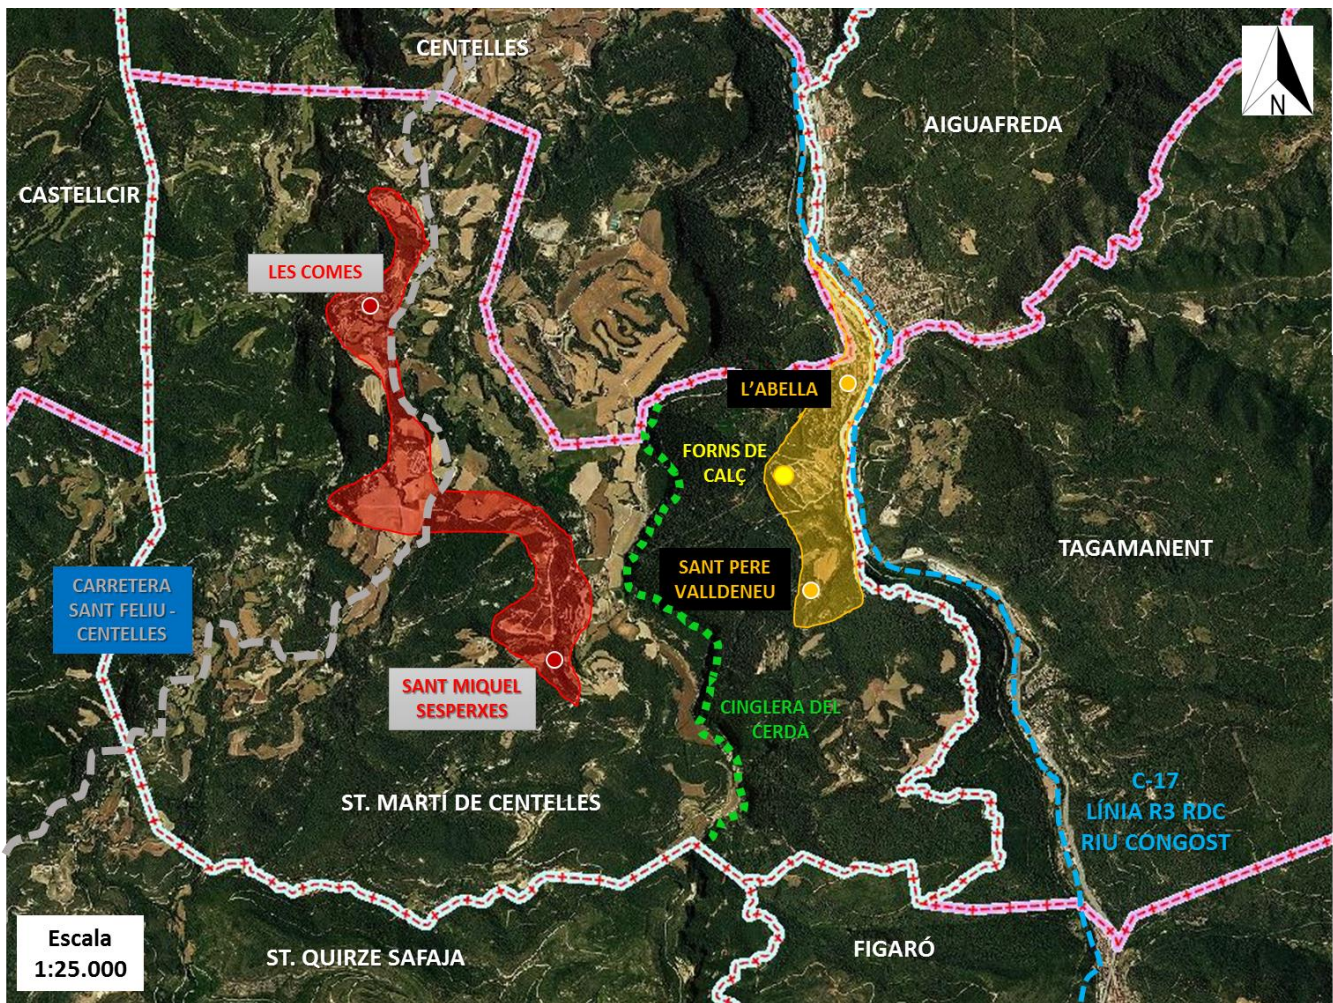 CENTELLES
N
AIGUAFREDA
CASTELLCIR
LES COMES
L'ABELLA
FORNS DE
CALÇ
SANT PERE
VALLDENEU
TAGAMANENT
CARRETERA
SANT FELIU -
CENTELLES
SANT MIQUEL
SESPERXES
CINGLERA DEL
CERDÀ
ST. MARTÍ DE CENTELLES
C-17
LÍNIA R3 RDC
RIU CONGOST
Escala
1:25.000
ST. QUIRZE SAFAJA
FIGARÓ